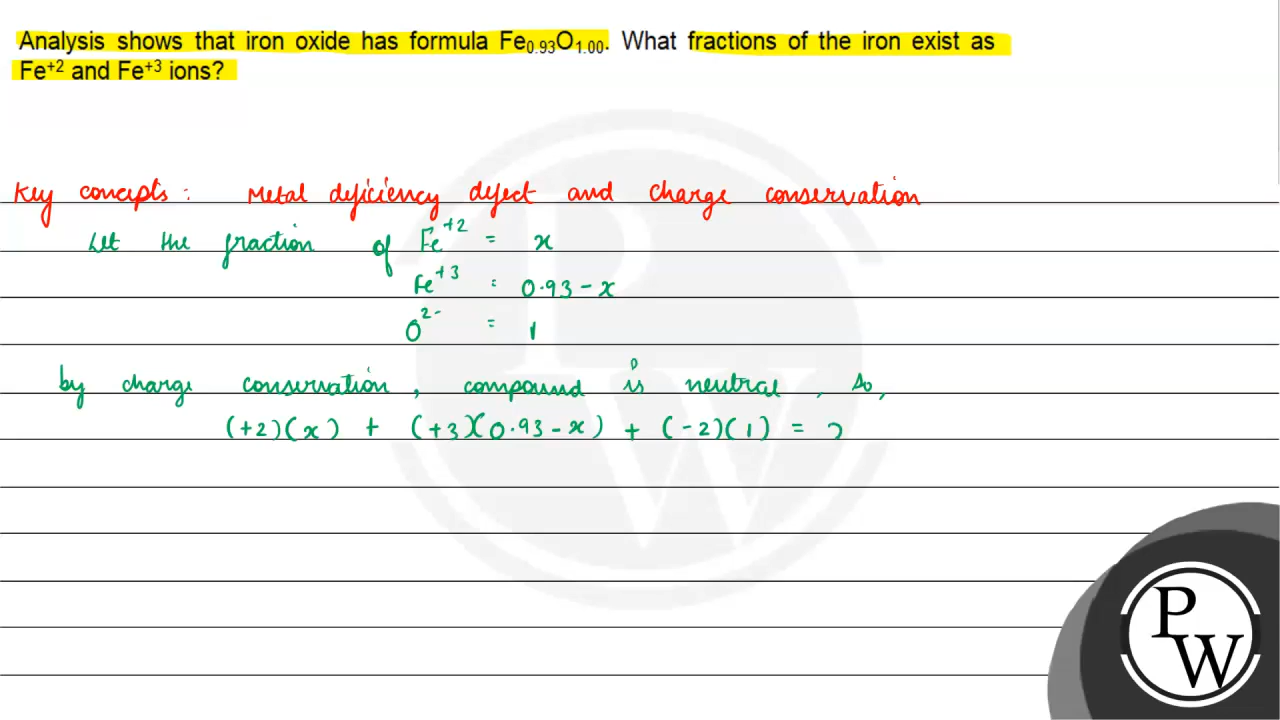 Analysis shows that iron oxide has formula Fe₀.₉₃O₁.₀₀. What fractions of the iron exist as
Fe⁺² and Fe⁺³ ions?
Key concepts : Metal deficiency defect and charge conservation
Let the fraction of Fe⁺² = x
Fe⁺³ = 0.93 - x
O²⁻ = 1
by charge conservation, compound is neutral, so,
(+2)(x) + (+3)(0.93 - x) + (-2)(1) =
P
W